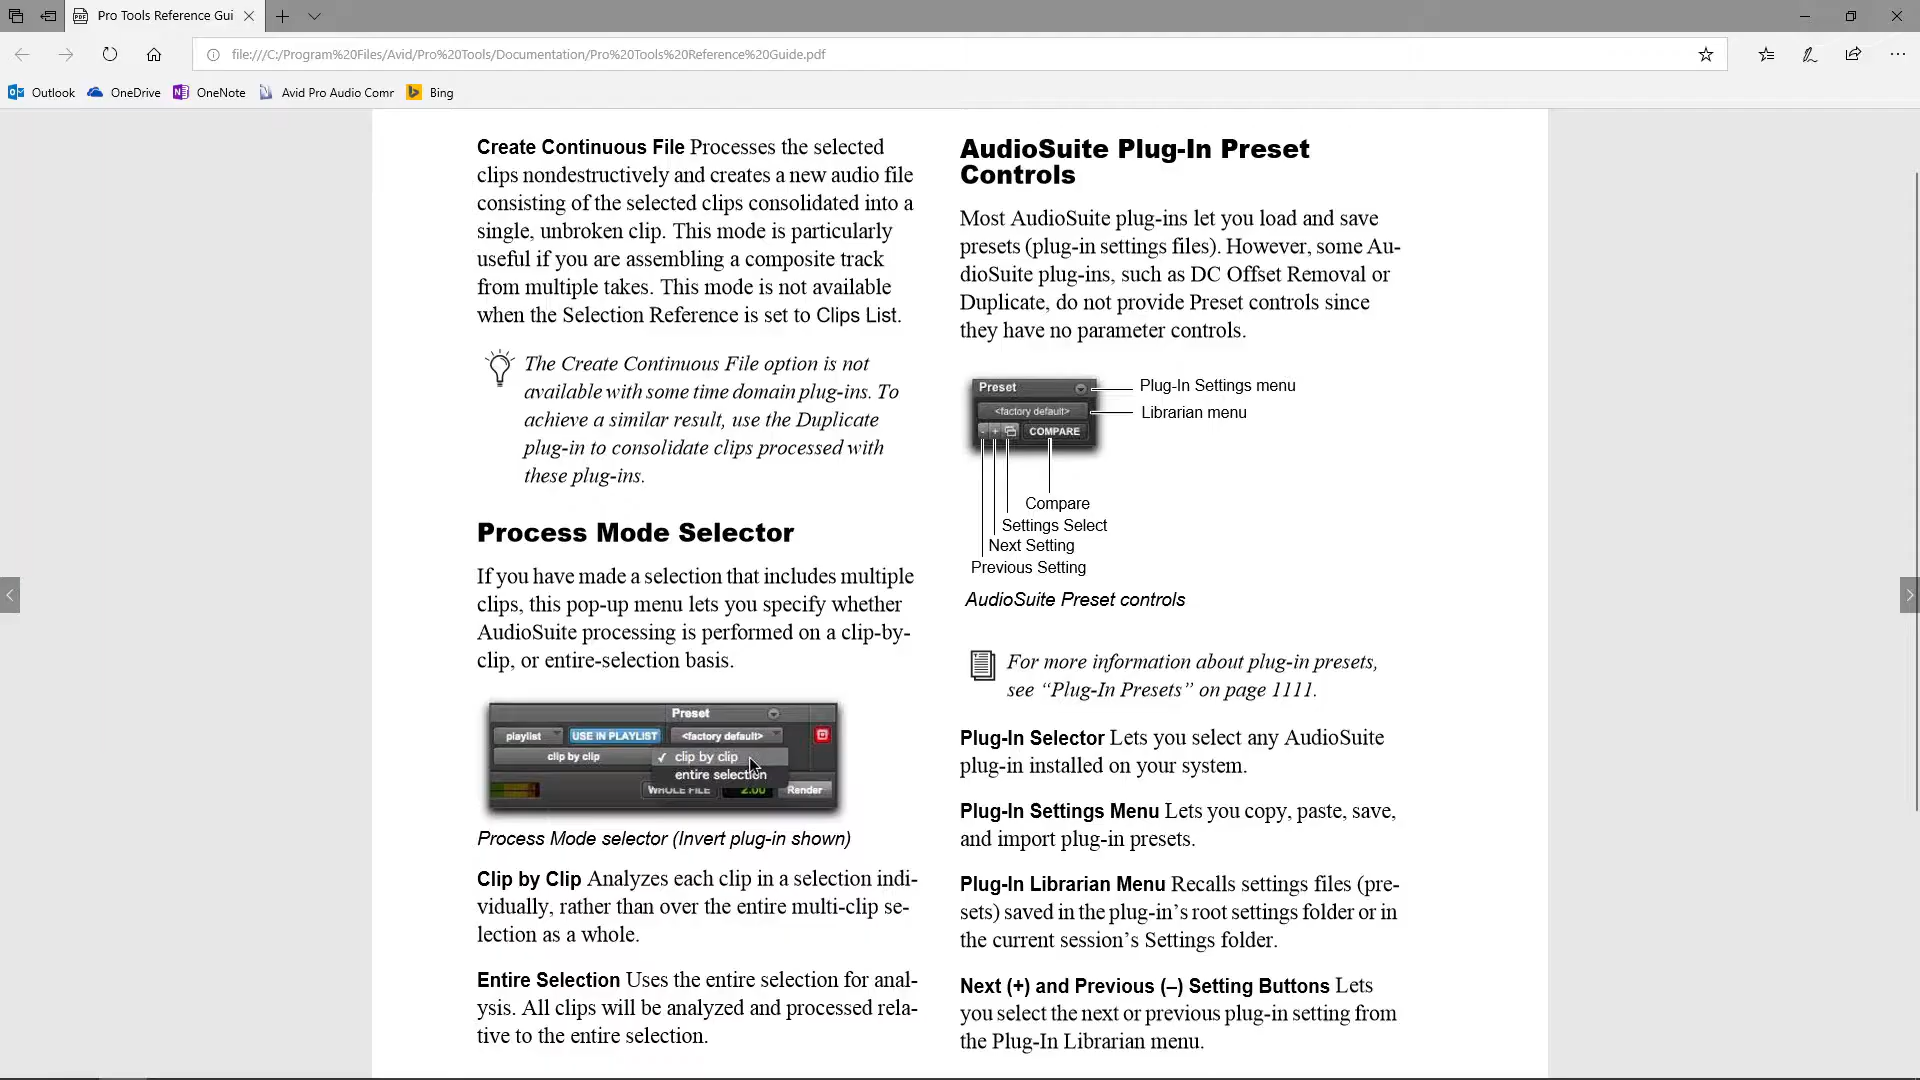 Pro Tools Reference Gui
file:///C:/Program%20Files/Avid/Pro%20Tools/Documentation/Pro%20Tools%20Reference%20Guide.pdf
Outlook OneDrive OneNote Avid Pro Audio Comr Bing
Create Continuous File Processes the selected
clips nondestructively and creates a new audio file
consisting of the selected clips consolidated into a
single, unbroken clip. This mode is particularly
useful if you are assembling a composite track
from multiple takes. This mode is not available
when the Selection Reference is set to Clips List.
The Create Continuous File option is not
available with some time domain plug-ins. To
achieve a similar result, use the Duplicate
plug-in to consolidate clips processed with
these plug-ins.
Process Mode Selector
If you have made a selection that includes multiple
clips, this pop-up menu lets you specify whether
AudioSuite processing is performed on a clip-by-
clip, or entire-selection basis.
Preset
playlist USE IN PLAYLIST <factory default>
clip by clip ✓ clip by clip
entire selection
WHOLE FILE 2.00 Render
Process Mode selector (Invert plug-in shown)
Clip by Clip Analyzes each clip in a selection indi-
vidually, rather than over the entire multi-clip se-
lection as a whole.
Entire Selection Uses the entire selection for anal-
ysis. All clips will be analyzed and processed rela-
tive to the entire selection.
AudioSuite Plug-In Preset
Controls
Most AudioSuite plug-ins let you load and save
presets (plug-in settings files). However, some Au-
dioSuite plug-ins, such as DC Offset Removal or
Duplicate, do not provide Preset controls since
they have no parameter controls.
Preset Plug-In Settings menu
<factory default> Librarian menu
- + COMPARE
Compare
Settings Select
Next Setting
Previous Setting
AudioSuite Preset controls
For more information about plug-in presets,
see “Plug-In Presets” on page 1111.
Plug-In Selector Lets you select any AudioSuite
plug-in installed on your system.
Plug-In Settings Menu Lets you copy, paste, save,
and import plug-in presets.
Plug-In Librarian Menu Recalls settings files (pre-
sets) saved in the plug-in’s root settings folder or in
the current session’s Settings folder.
Next (+) and Previous (–) Setting Buttons Lets
you select the next or previous plug-in setting from
the Plug-In Librarian menu.